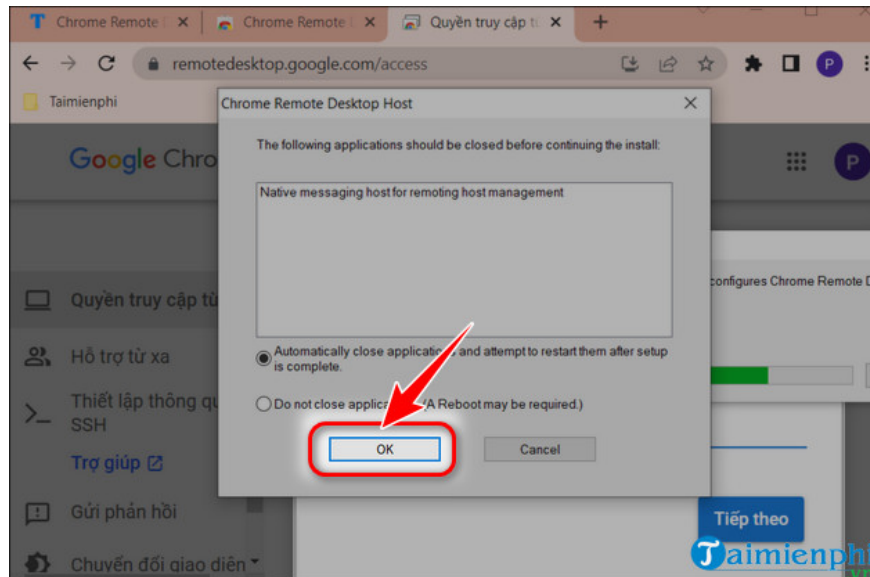 Chrome Remote
Chrome Remote
Quyền truy cập t
remotedesktop.google.com/access
P
Taimienphi
Chrome Remote Desktop Host
The following applications should be closed before continuing the install:
Google Chro
P
Native messaging host for remoting host management
configures Chrome Remote D
Quyền truy cập từ
Hỗ trợ từ xa
Automatically close applications and attempt to restart them after setup
is complete.
Thiết lập thông qu
SSH
Do not close applica (A Reboot may be required.)
OK
Cancel
Trợ giúp
Gửi phản hồi
Tiếp theo
Chuyển đổi giao diện
Taimienphi
.vn